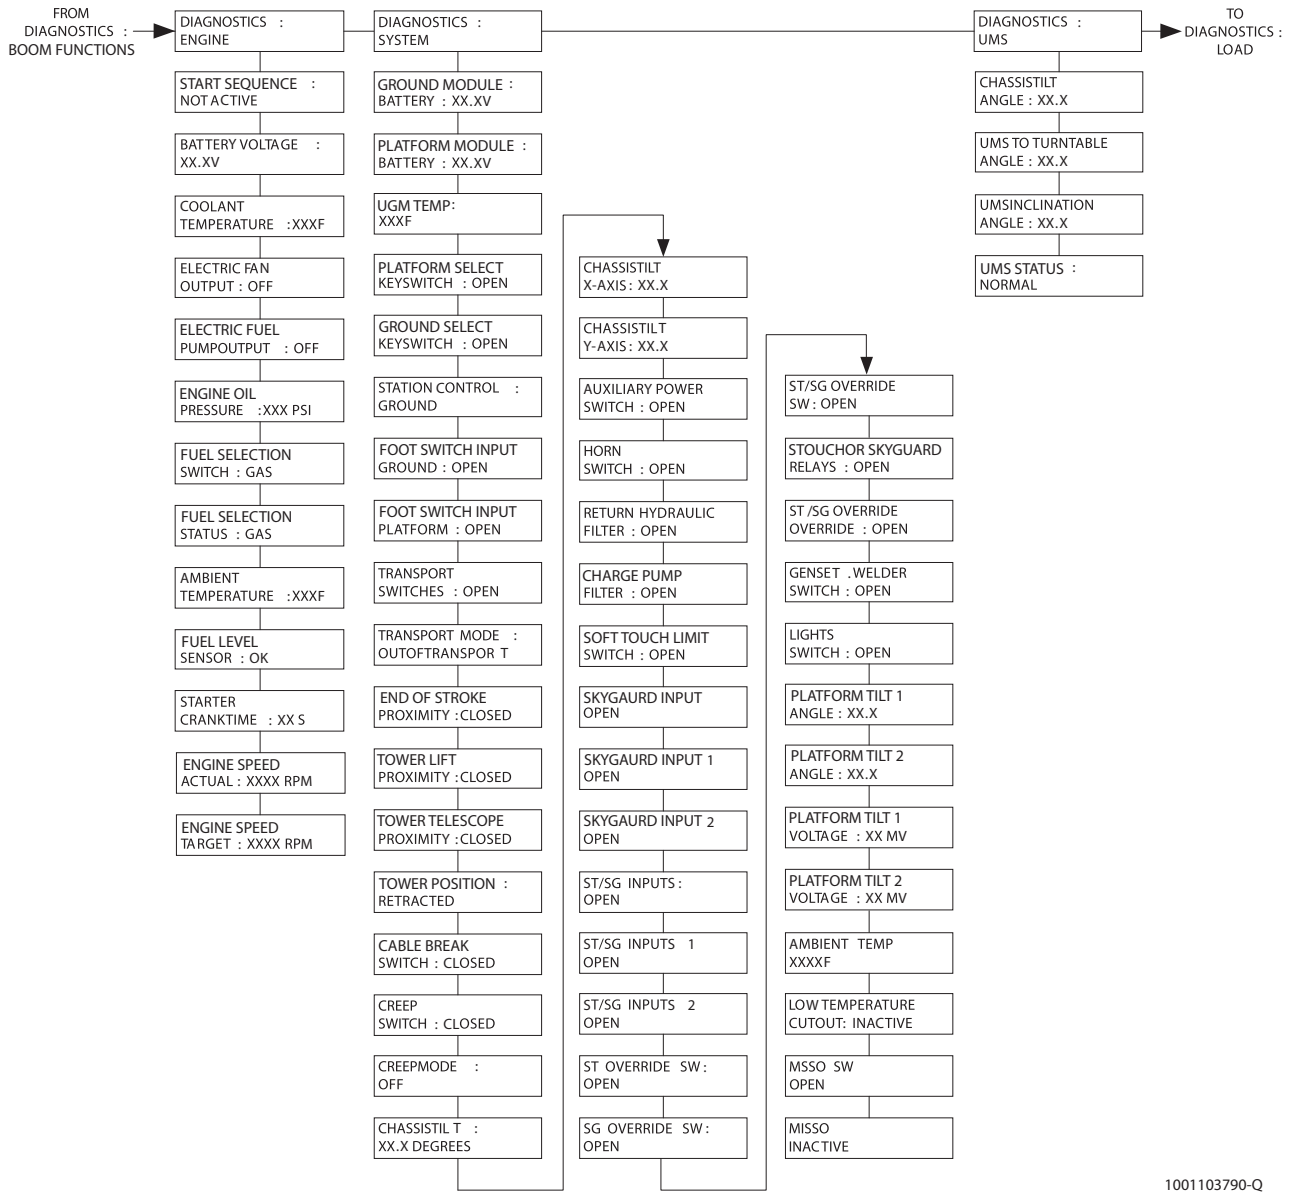 FROM
DIAGNOSTICS :
BOOM FUNCTIONS
DIAGNOSTICS :
ENGINE
START SEQUENCE :
NOT ACTIVE
BATTERY VOLTAGE :
XX.XV
COOLANT
TEMPERATURE :XXXF
ELECTRIC FAN
OUTPUT : OFF
ELECTRIC FUEL
PUMPOUTPUT : OFF
ENGINE OIL
PRESSURE :XXX PSI
FUEL SELECTION
SWITCH : GAS
FUEL SELECTION
STATUS : GAS
AMBIENT
TEMPERATURE :XXXF
FUEL LEVEL
SENSOR : OK
STARTER
CRANKTIME : XX S
ENGINE SPEED
ACTUAL : XXXX RPM
ENGINE SPEED
TARGET : XXXX RPM
DIAGNOSTICS :
SYSTEM
GROUND MODULE :
BATTERY : XX.XV
PLATFORM MODULE :
BATTERY : XX.XV
UGM TEMP:
XXXF
PLATFORM SELECT
KEYSWITCH : OPEN
GROUND SELECT
KEYSWITCH : OPEN
STATION CONTROL :
GROUND
FOOT SWITCH INPUT
GROUND : OPEN
FOOT SWITCH INPUT
PLATFORM : OPEN
TRANSPORT
SWITCHES : OPEN
TRANSPORT MODE :
OUTOFTRANSPOR T
END OF STROKE
PROXIMITY :CLOSED
TOWER LIFT
PROXIMITY :CLOSED
TOWER TELESCOPE
PROXIMITY :CLOSED
TOWER POSITION :
RETRACTED
CABLE BREAK
SWITCH : CLOSED
CREEP
SWITCH : CLOSED
CREEPMODE :
OFF
CHASSISTIL T :
XX.X DEGREES
CHASSISTILT
X-AXIS : XX.X
CHASSISTILT
Y-AXIS : XX.X
AUXILIARY POWER
SWITCH : OPEN
HORN
SWITCH : OPEN
RETURN HYDRAULIC
FILTER : OPEN
CHARGE PUMP
FILTER : OPEN
SOFT TOUCH LIMIT
SWITCH : OPEN
SKYGAURD INPUT
OPEN
SKYGAURD INPUT 1
OPEN
SKYGAURD INPUT 2
OPEN
ST/SG INPUTS :
OPEN
ST/SG INPUTS 1
OPEN
ST/SG INPUTS 2
OPEN
ST OVERRIDE SW :
OPEN
SG OVERRIDE SW :
OPEN
ST/SG OVERRIDE
SW : OPEN
STOUCHOR SKYGUARD
RELAYS : OPEN
ST /SG OVERRIDE
OVERRIDE : OPEN
GENSET .WELDER
SWITCH : OPEN
LIGHTS
SWITCH : OPEN
PLATFORM TILT 1
ANGLE : XX.X
PLATFORM TILT 2
ANGLE : XX.X
PLATFORM TILT 1
VOLTAGE : XX MV
PLATFORM TILT 2
VOLTAGE : XX MV
AMBIENT TEMP
XXXXF
LOW TEMPERATURE
CUTOUT: INACTIVE
MSSO SW
OPEN
MISSO
INACTIVE
DIAGNOSTICS :
UMS
CHASSISTILT
ANGLE : XX.X
UMS TO TURNTABLE
ANGLE : XX.X
UMSINCLINATION
ANGLE : XX.X
UMS STATUS :
NORMAL
TO
DIAGNOSTICS :
LOAD
1001103790-Q